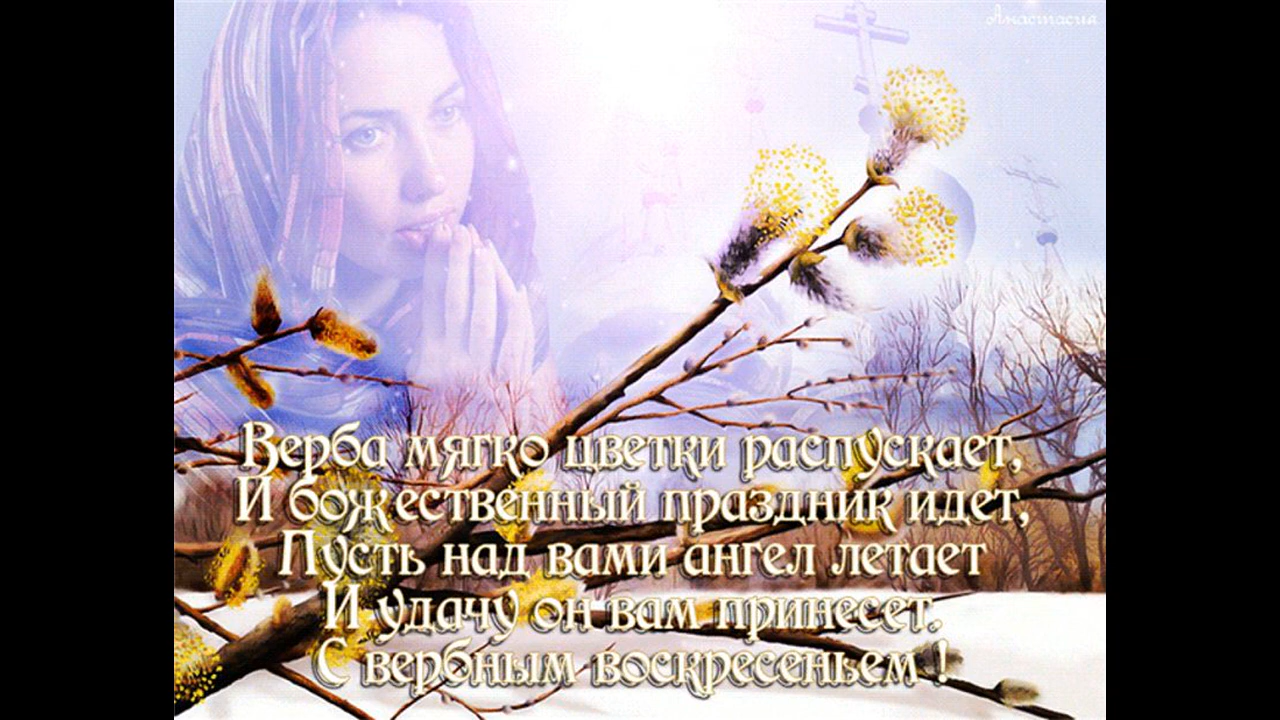 Анастасия
Верба мягко цветки распускает,
И божественный праздник идет,
Пусть над вами ангел летает
И удачу он вам принесет.
С вербным воскресеньем !